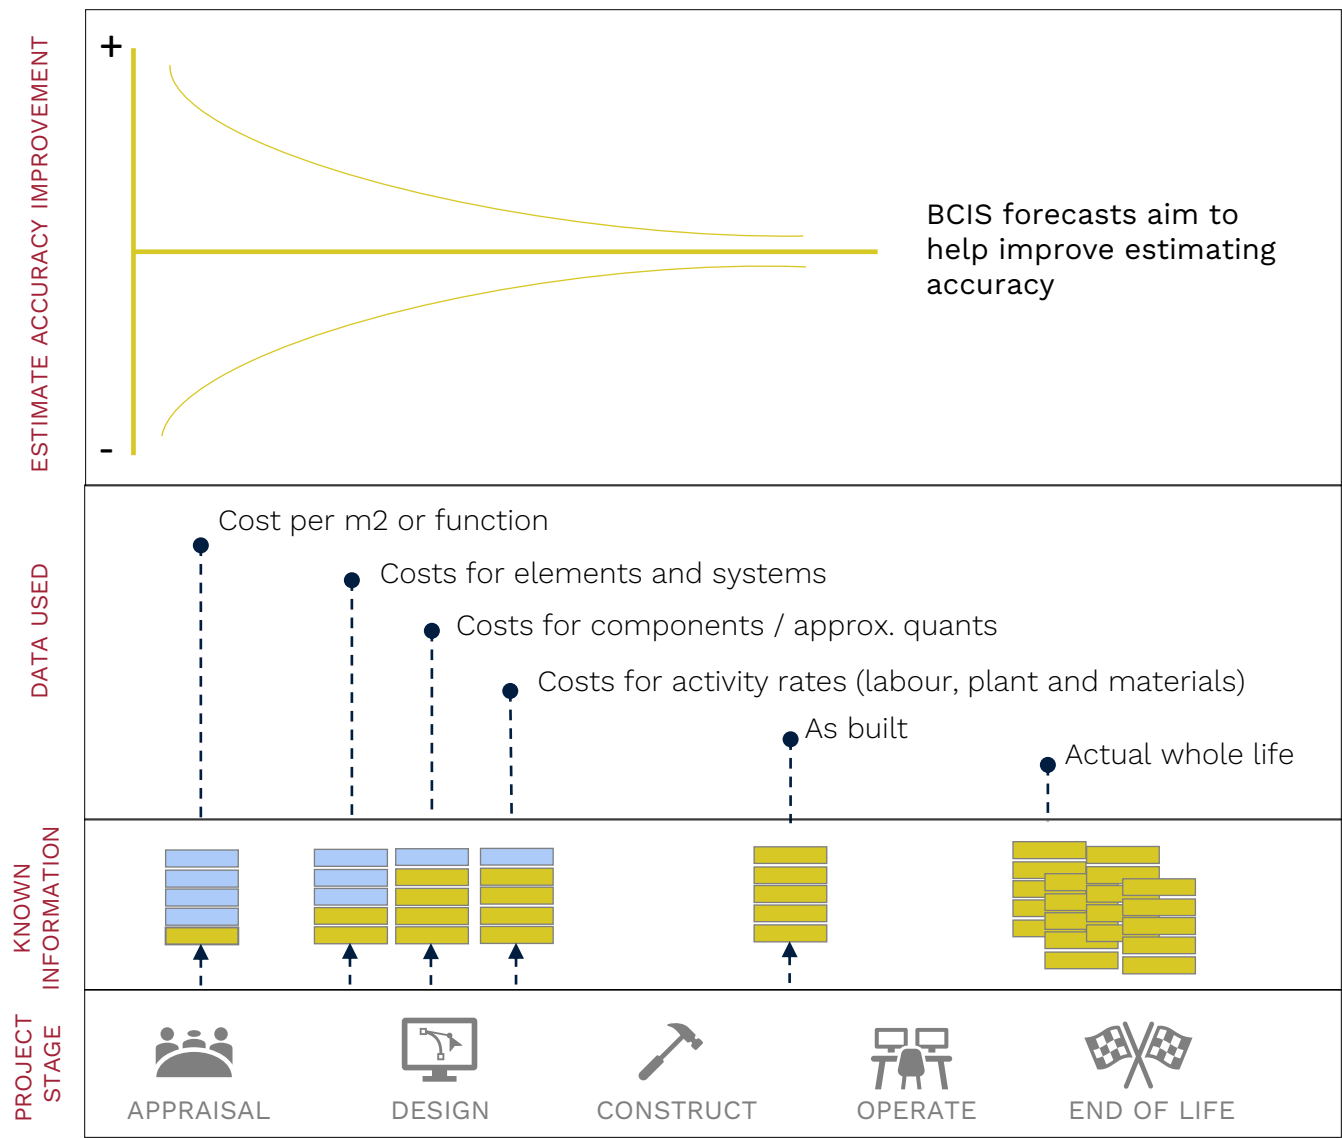 ESTIMATE ACCURACY IMPROVEMENT
+
-
BCIS forecasts aim to
help improve estimating
accuracy
DATA USED
Cost per m2 or function
Costs for elements and systems
Costs for components / approx. quants
Costs for activity rates (labour, plant and materials)
As built
Actual whole life
KNOWN
INFORMATION
PROJECT
STAGE
APPRAISAL
DESIGN
CONSTRUCT
OPERATE
END OF LIFE